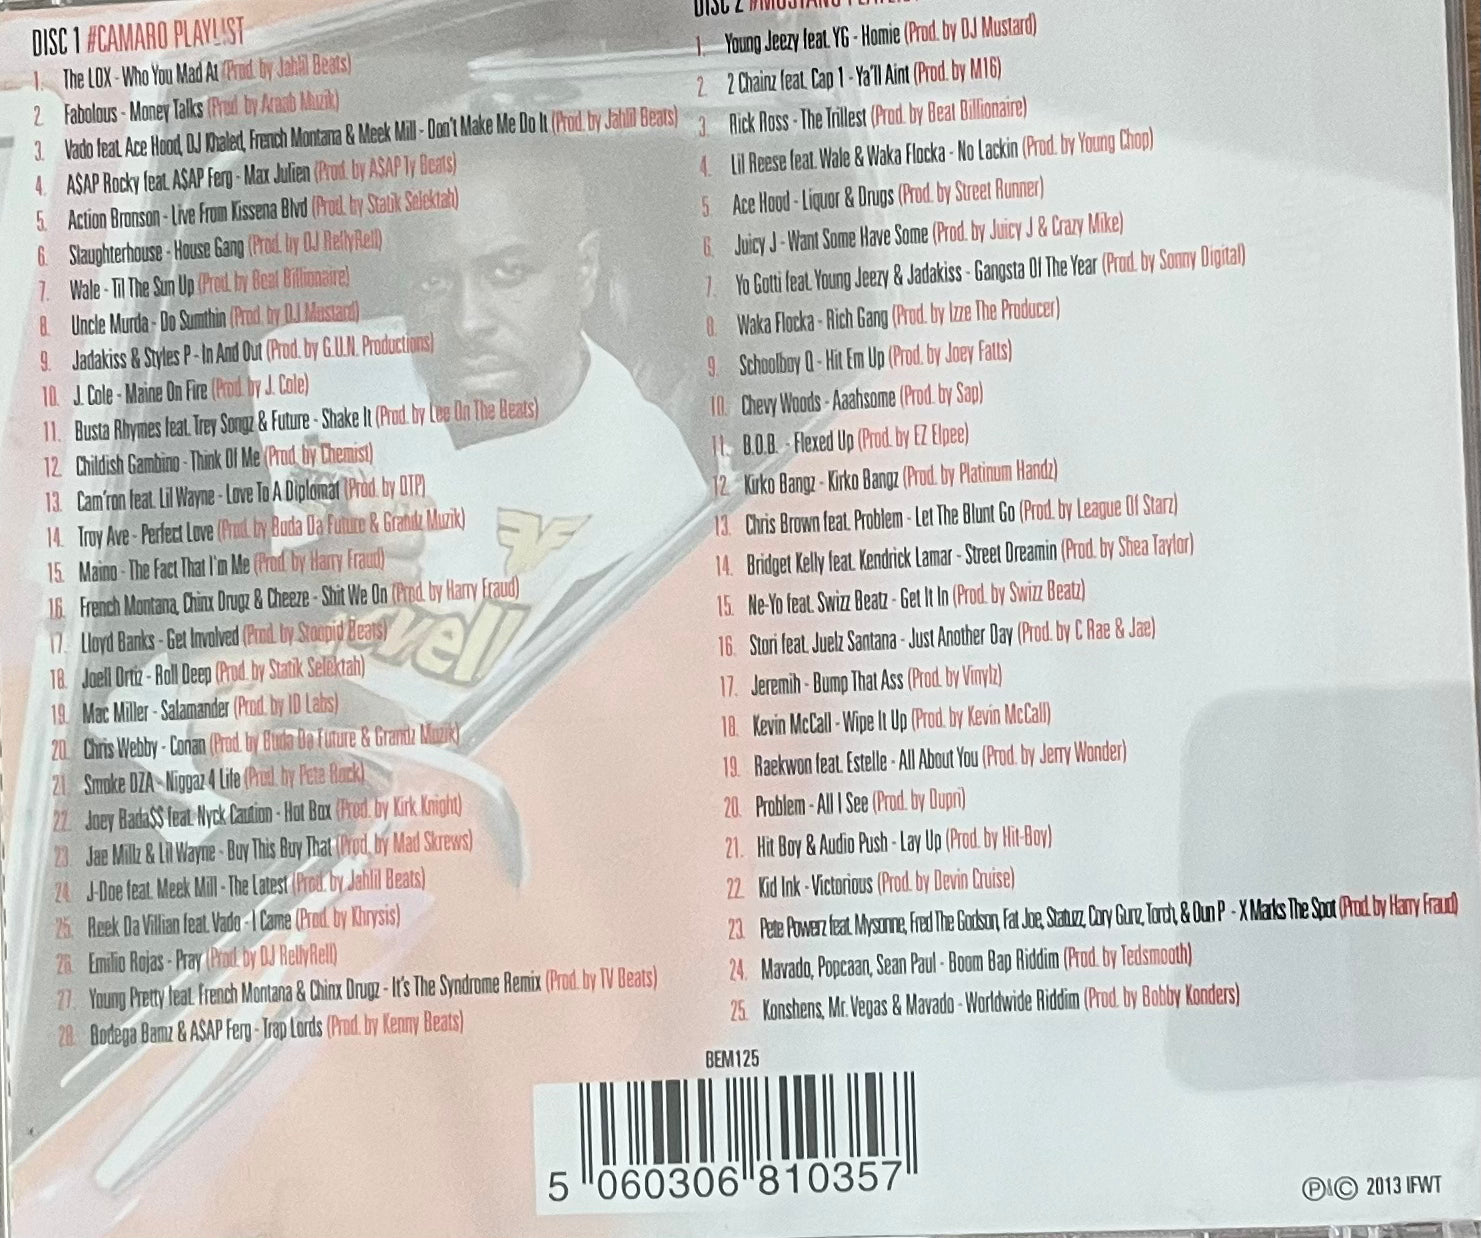 DISC 1 #CAMARO PLAYLIST
1. The LOX - Who You Mad At (Prod. by Jahlil Beats)
2. Fabolous - Money Talks (Prod. by Araab Muzik)
3. Vado feat. Ace Hood, DJ Khaled, French Montana & Meek Mill - Don't Make Me Do It (Prod. by Jahlil Beats)
4. A$AP Rocky feat. A$AP Ferg - Max Julien (Prod. by A$AP Ty Beats)
5. Action Bronson - Live From Kissena Blvd (Prod. by Statik Selektah)
6. Slaughterhouse - House Gang (Prod. by DJ RellyRell)
7. Wale - Til The Sun Up (Prod. by Beat Billionaire)
8. Uncle Murda - Do Sumthin (Prod. by DJ Mustard)
9. Jadakiss & Styles P - In And Out (Prod. by G.U.N. Productions)
10. J. Cole - Maine On Fire (Prod. by J. Cole)
11. Busta Rhymes feat. Trey Songz & Future - Shake It (Prod. by Lee On The Beats)
12. Childish Gambino - Think Of Me (Prod. by Chemist)
13. Cam'ron feat. Lil Wayne - Love To A Diplomat (Prod. by DTP)
14. Troy Ave - Perfect Love (Prod. by Buda Da Future & Grandz Muzik)
15. Maino - The Fact That I'm Me (Prod. by Harry Fraud)
16. French Montana, Chinx Drugz & Cheeze - Shit We On (Prod. by Harry Fraud)
17. Lloyd Banks - Get Involved (Prod. by Stoopid Beats)
18. Joell Ortiz - Roll Deep (Prod. by Statik Selektah)
19. Mac Miller - Salamander (Prod. by ID Labs)
20. Chris Webby - Conan (Prod. by Buda Da Future & Grandz Muzik)
21. Smoke DZA - Niggaz 4 Life (Prod. by Pete Rock)
22. Joey Bada$$ feat. Nyck Caution - Hot Box (Prod. by Kirk Knight)
23. Jae Millz & Lil Wayne - Buy This Buy That (Prod. by Mad Skrews)
24. J-Doe feat. Meek Mill - The Latest (Prod. by Jahlil Beats)
25. Reek Da Villian feat. Vado - I Came (Prod. by Khrysis)
26. Emilio Rojas - Pray (Prod. by DJ RellyRell)
27. Young Pretty feat. French Montana & Chinx Drugz - It's The Syndrome Remix (Prod. by TV Beats)
28. Bodega Bamz & A$AP Ferg - Trap Lords (Prod. by Kenny Beats)
DISC 2 #MUSTANG PLAYLIST
1. Young Jeezy feat. YG - Homie (Prod. by DJ Mustard)
2. 2 Chainz feat. Cap 1 - Ya'll Aint (Prod. by M16)
3. Rick Ross - The Trillest (Prod. by Beat Billionaire)
4. Lil Reese feat. Wale & Waka Flocka - No Lackin (Prod. by Young Chop)
5. Ace Hood - Liquor & Drugs (Prod. by Street Runner)
6. Juicy J - Want Some Have Some (Prod. by Juicy J & Crazy Mike)
7. Yo Gotti feat. Young Jeezy & Jadakiss - Gangsta Of The Year (Prod. by Sonny Digital)
8. Waka Flocka - Rich Gang (Prod. by Izze The Producer)
9. Schoolboy Q - Hit Em Up (Prod. by Joey Fatts)
10. Chevy Woods - Aaahsome (Prod. by Sap)
11. B.O.B. - Flexed Up (Prod. by EZ Elpee)
12. Kirko Bangz - Kirko Bangz (Prod. by Platinum Handz)
13. Chris Brown feat. Problem - Let The Blunt Go (Prod. by League Of Starz)
14. Bridget Kelly feat. Kendrick Lamar - Street Dreamin (Prod. by Shea Taylor)
15. Ne-Yo feat. Swizz Beatz - Get It In (Prod. by Swizz Beatz)
16. Stori feat. Juelz Santana - Just Another Day (Prod. by C Rae & Jae)
17. Jeremih - Bump That Ass (Prod. by Vinylz)
18. Kevin McCall - Wipe It Up (Prod. by Kevin McCall)
19. Raekwon feat. Estelle - All About You (Prod. by Jerry Wonder)
20. Problem - All I See (Prod. by Dupri)
21. Hit Boy & Audio Push - Lay Up (Prod. by Hit-Boy)
22. Kid Ink - Victorious (Prod. by Devin Cruise)
23. Pete Powerz feat. Mysonne, Fred The Godson, Fat Joe, Statuzz, Cory Gunz, Torch, & Gun P - X Marks The Spot (Prod. by Harry Fraud)
24. Mavado, Popcaan, Sean Paul - Boom Bap Riddim (Prod. by Tedsmooth)
25. Konshens, Mr. Vegas & Mavado - Worldwide Riddim (Prod. by Bobby Konders)
BEM125
5 060306 810357
℗&© 2013 IFWT